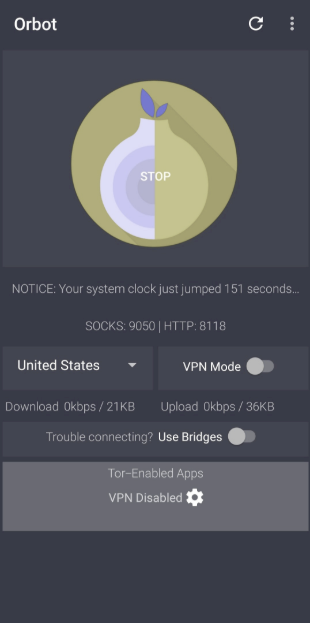 Orbot
STOP
NOTICE: Your system clock just jumped 151 seconds...
SOCKS: 9050 | HTTP: 8118
United States
VPN Mode
Download 0kbps / 21KB
Upload 0kbps / 36KB
Trouble connecting? Use Bridges
Tor-Enabled Apps
VPN Disabled